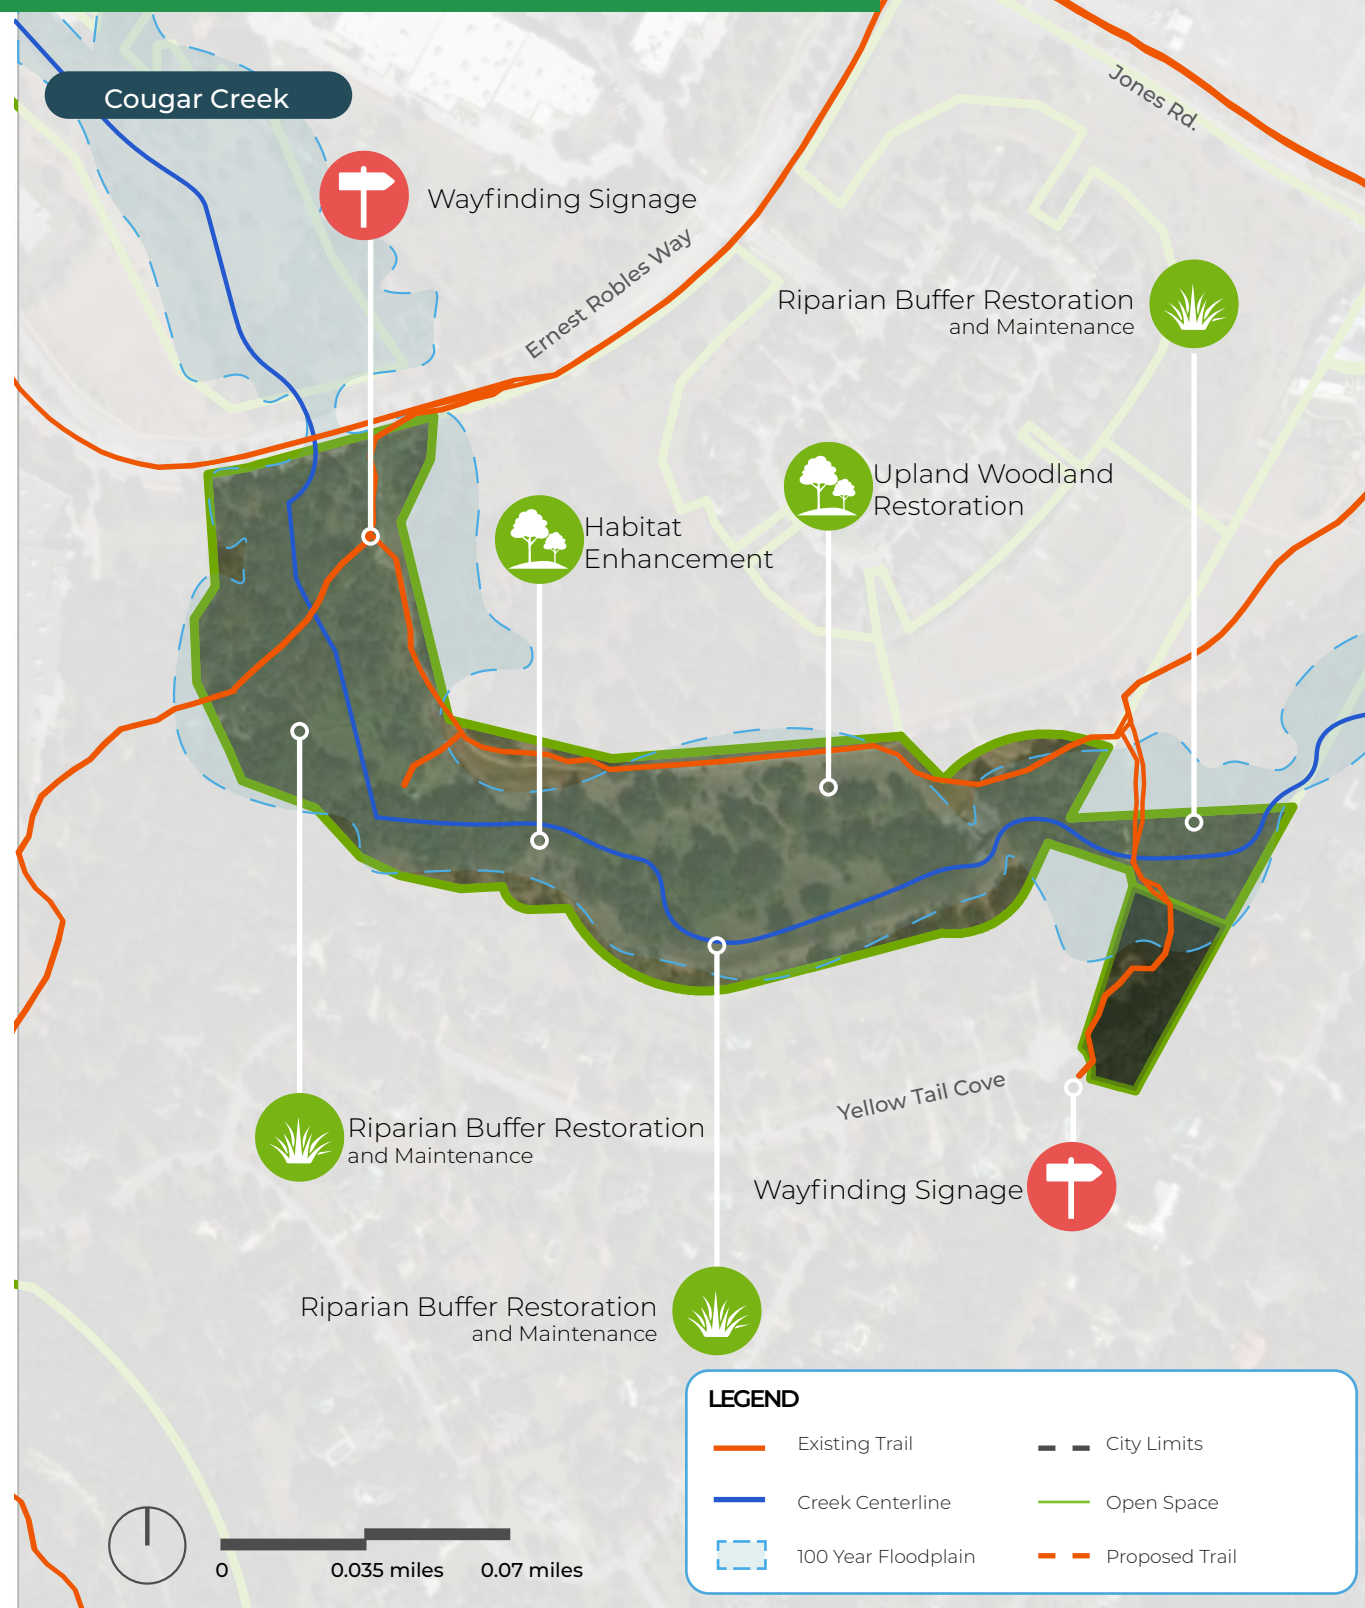 Cougar Creek
Jones Rd.
Wayfinding Signage
Ernest Robles Way
Riparian Buffer Restoration
and Maintenance
Upland Woodland
Restoration
Habitat
Enhancement
Yellow Tail Cove
Riparian Buffer Restoration
and Maintenance
Wayfinding Signage
Riparian Buffer Restoration
and Maintenance
LEGEND
Existing Trail
City Limits
Creek Centerline
Open Space
100 Year Floodplain
Proposed Trail
0
0.035 miles
0.07 miles